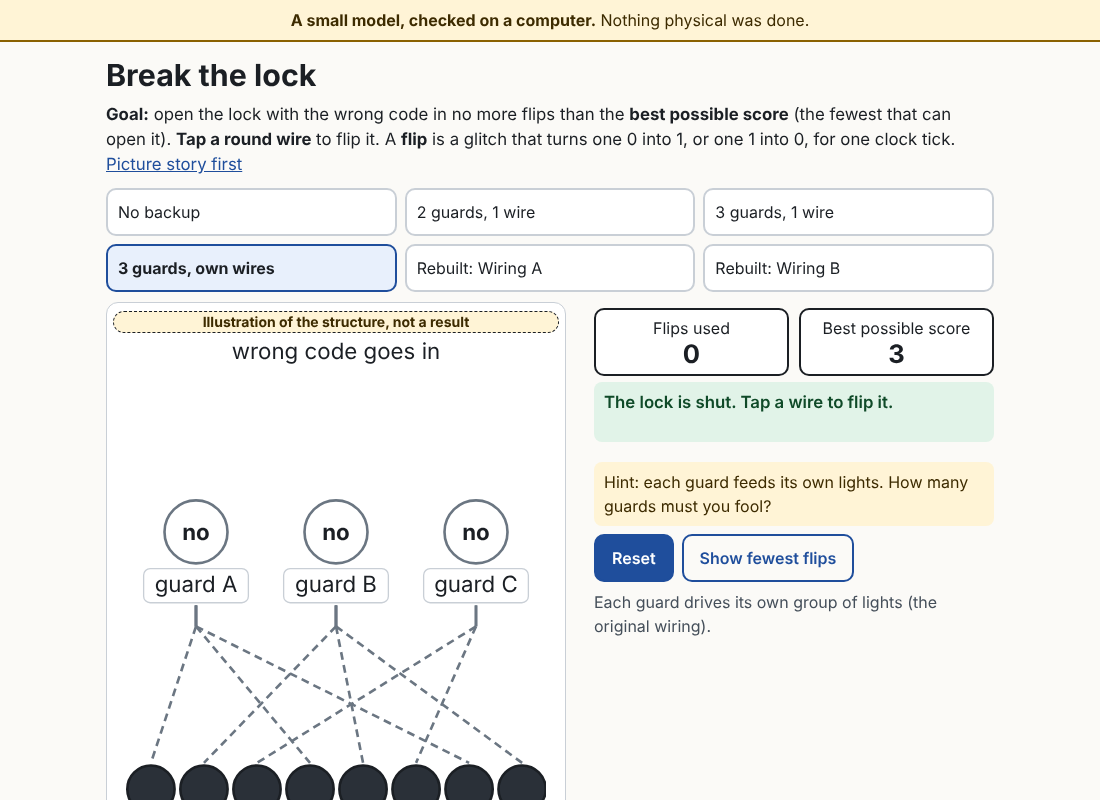 A small model, checked on a computer. Nothing physical was done.
Break the lock
Goal: open the lock with the wrong code in no more flips than the best possible score (the fewest that can
open it). Tap a round wire to flip it. A flip is a glitch that turns one 0 into 1, or one 1 into 0, for one clock tick.
Picture story first
No backup
2 guards, 1 wire
3 guards, 1 wire
3 guards, own wires
Rebuilt: Wiring A
Rebuilt: Wiring B
Illustration of the structure, not a result
wrong code goes in
no
no
no
guard A
guard B
guard C
Flips used
0
Best possible score
3
The lock is shut. Tap a wire to flip it.
Hint: each guard feeds its own lights. How many
guards must you fool?
Reset
Show fewest flips
Each guard drives its own group of lights (the
original wiring).